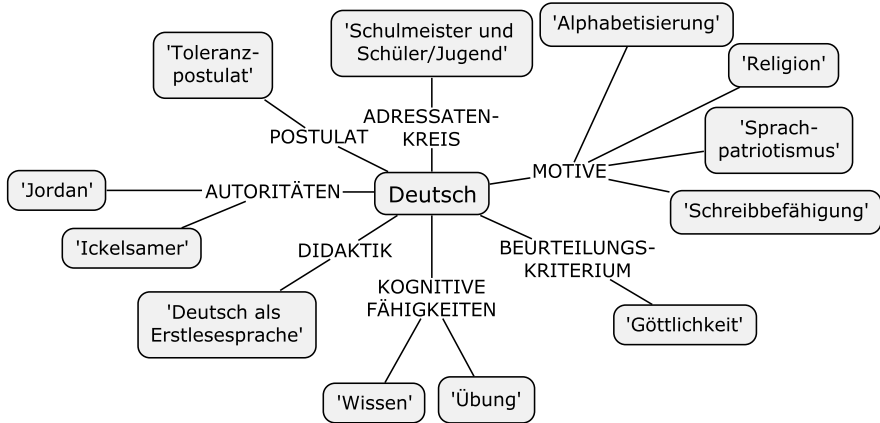 'Toleranz-
postulat'
'Schulmeister und
Schüler/Jugend'
'Alphabetisierung'
'Religion'
'Sprach-
patriotismus'
'Schreibbefähigung'
POSTULAT
ADRESSATEN-
KREIS
MOTIVE
'Jordan'
AUTORITÄTEN
Deutsch
'Ickelsamer'
DIDAKTIK
'Deutsch als
Erstlesesprache'
KOGNITIVE
FÄHIGKEITEN
'Wissen'
'Übung'
BEURTEILUNGS-
KRITERIUM
'Göttlichkeit'